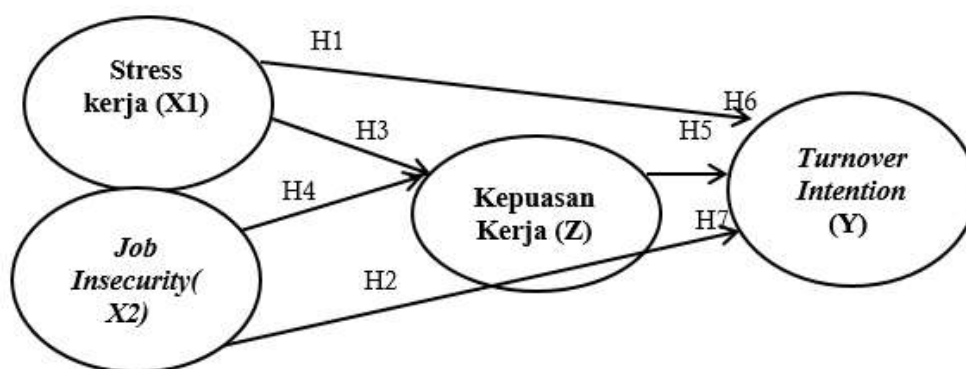 H1
Stress
kerja (X1)
H6
H3
H5
Turnover
Intention
(Y)
H4
Kepuasan
Kerja (Z)
H7
Job
Insecurity(
X2)
H2